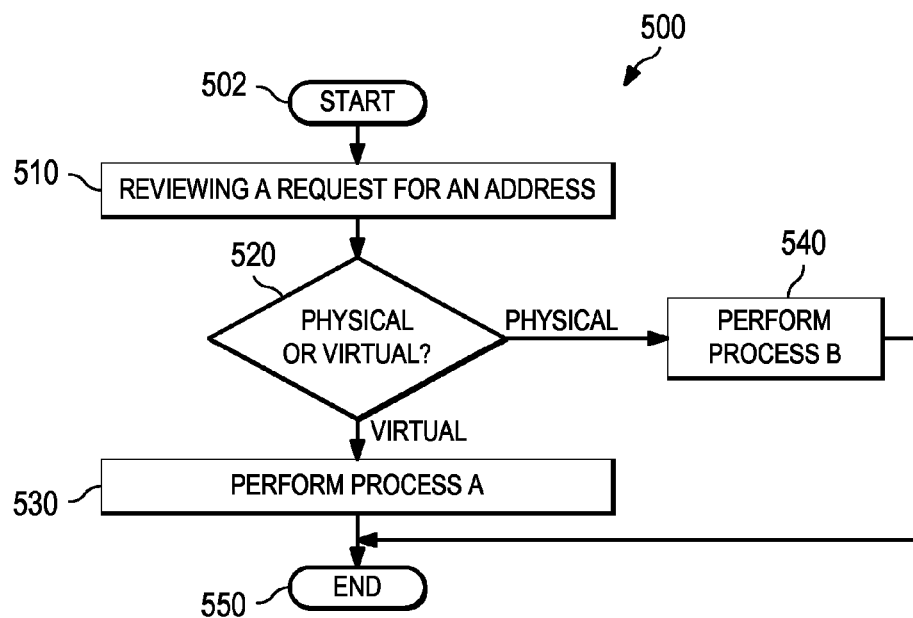 500
502
START
510
REVIEWING A REQUEST FOR AN ADDRESS
520
540
PHYSICAL
OR VIRTUAL?
PHYSICAL
PERFORM
PROCESS B
VIRTUAL
530
PERFORM PROCESS A
550
END